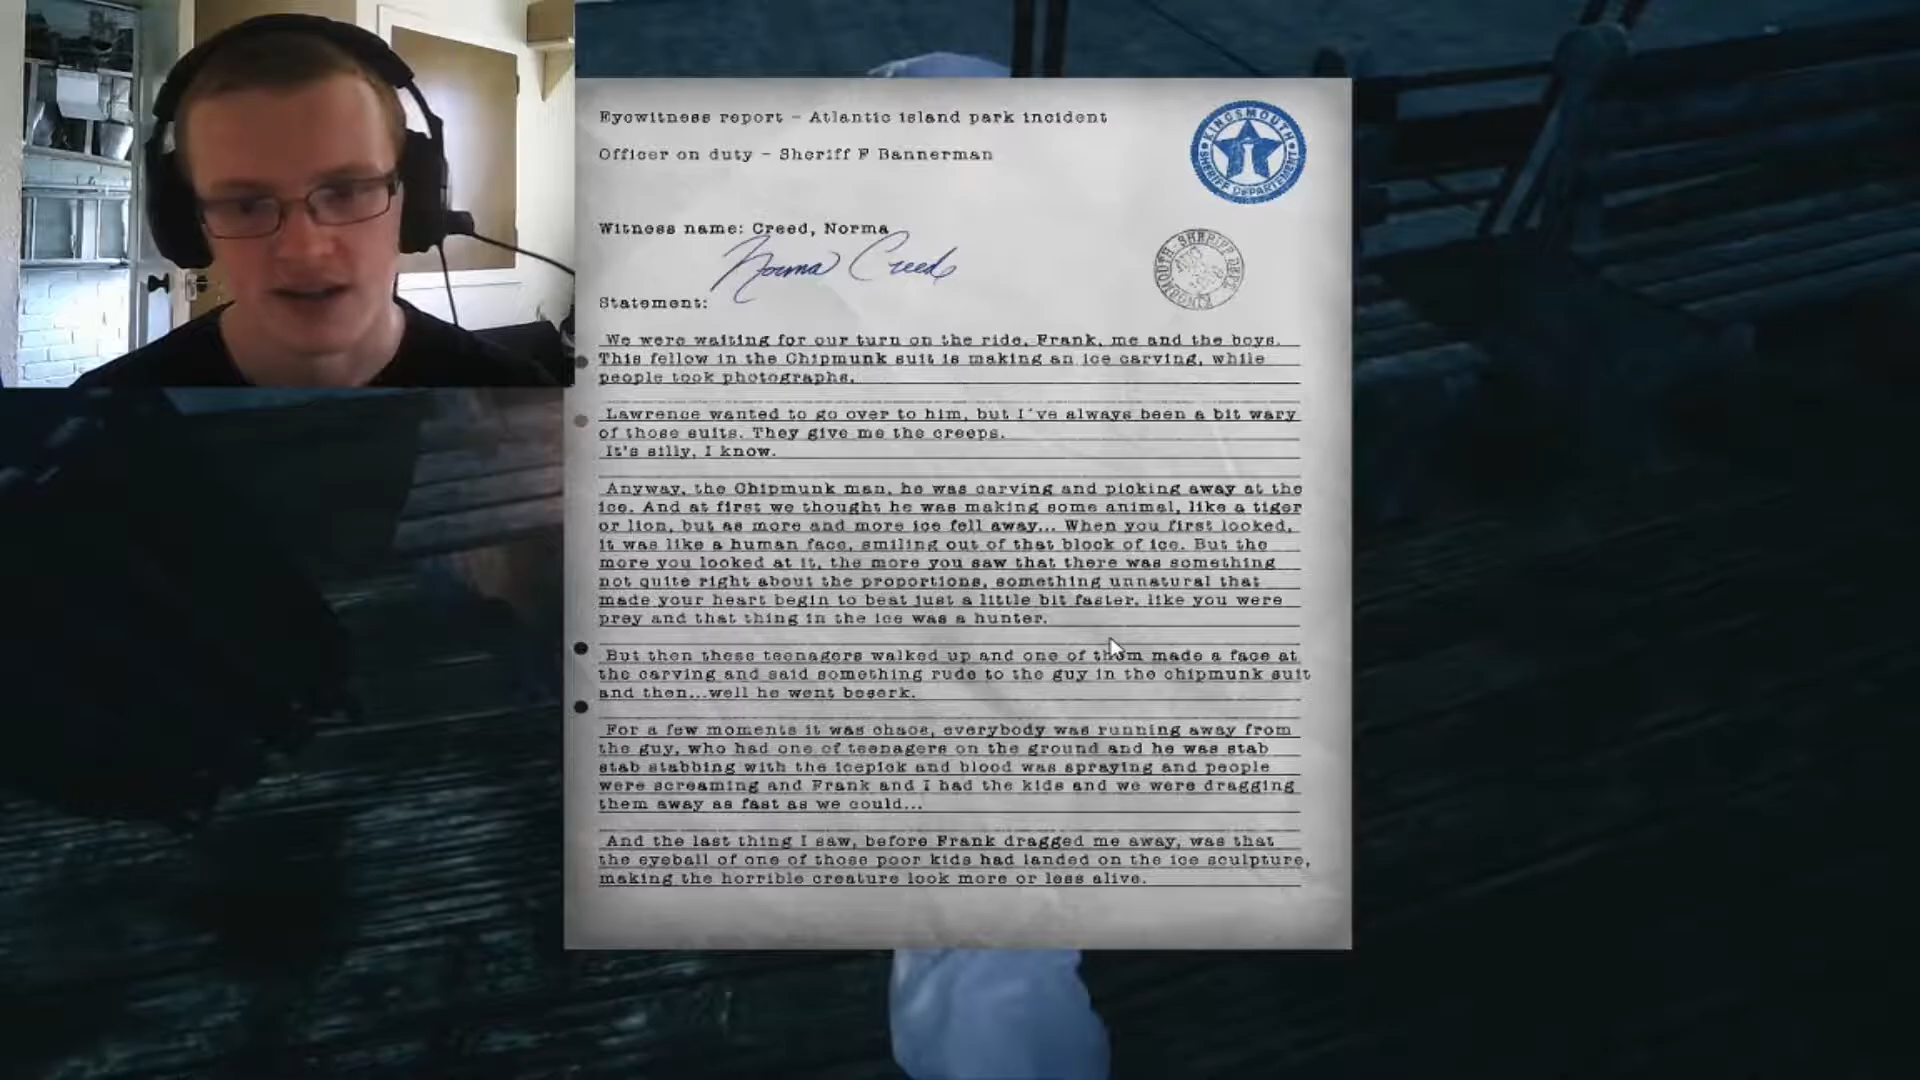 Eyewitness report - Atlantic island park incident
Officer on duty - Sheriff F Bannerman
KINGSMOUTH
SHERIFF DEPARTEMENT
Witness name: Creed, Norma
Norma Creed
KINGSMOUTH-SHERIFF DEPT.
Statement:
We were waiting for our turn on the ride, Frank, me and the boys.
This fellow in the Chipmunk suit is making an ice carving, while
people took photographs.
Lawrence wanted to go over to him, but I've always been a bit wary
of those suits. They give me the creeps.
It's silly, I know.
Anyway, the Chipmunk man, he was carving and picking away at the
ice. And at first we thought he was making some animal, like a tiger
or lion, but as more and more ice fell away... When you first looked,
it was like a human face, smiling out of that block of ice. But the
more you looked at it, the more you saw that there was something
not quite right about the proportions, something unnatural that
made your heart begin to beat just a little bit faster, like you were
prey and that thing in the ice was a hunter.
But then these teenagers walked up and one of them made a face at
the carving and said something rude to the guy in the chipmunk suit
and then...well he went beserk.
For a few moments it was chaos, everybody was running away from
the guy, who had one of teenagers on the ground and he was stab
stab stabbing with the icepick and blood was spraying and people
were screaming and Frank and I had the kids and we were dragging
them away as fast as we could...
And the last thing I saw, before Frank dragged me away, was that
the eyeball of one of those poor kids had landed on the ice sculpture,
making the horrible creature look more or less alive.